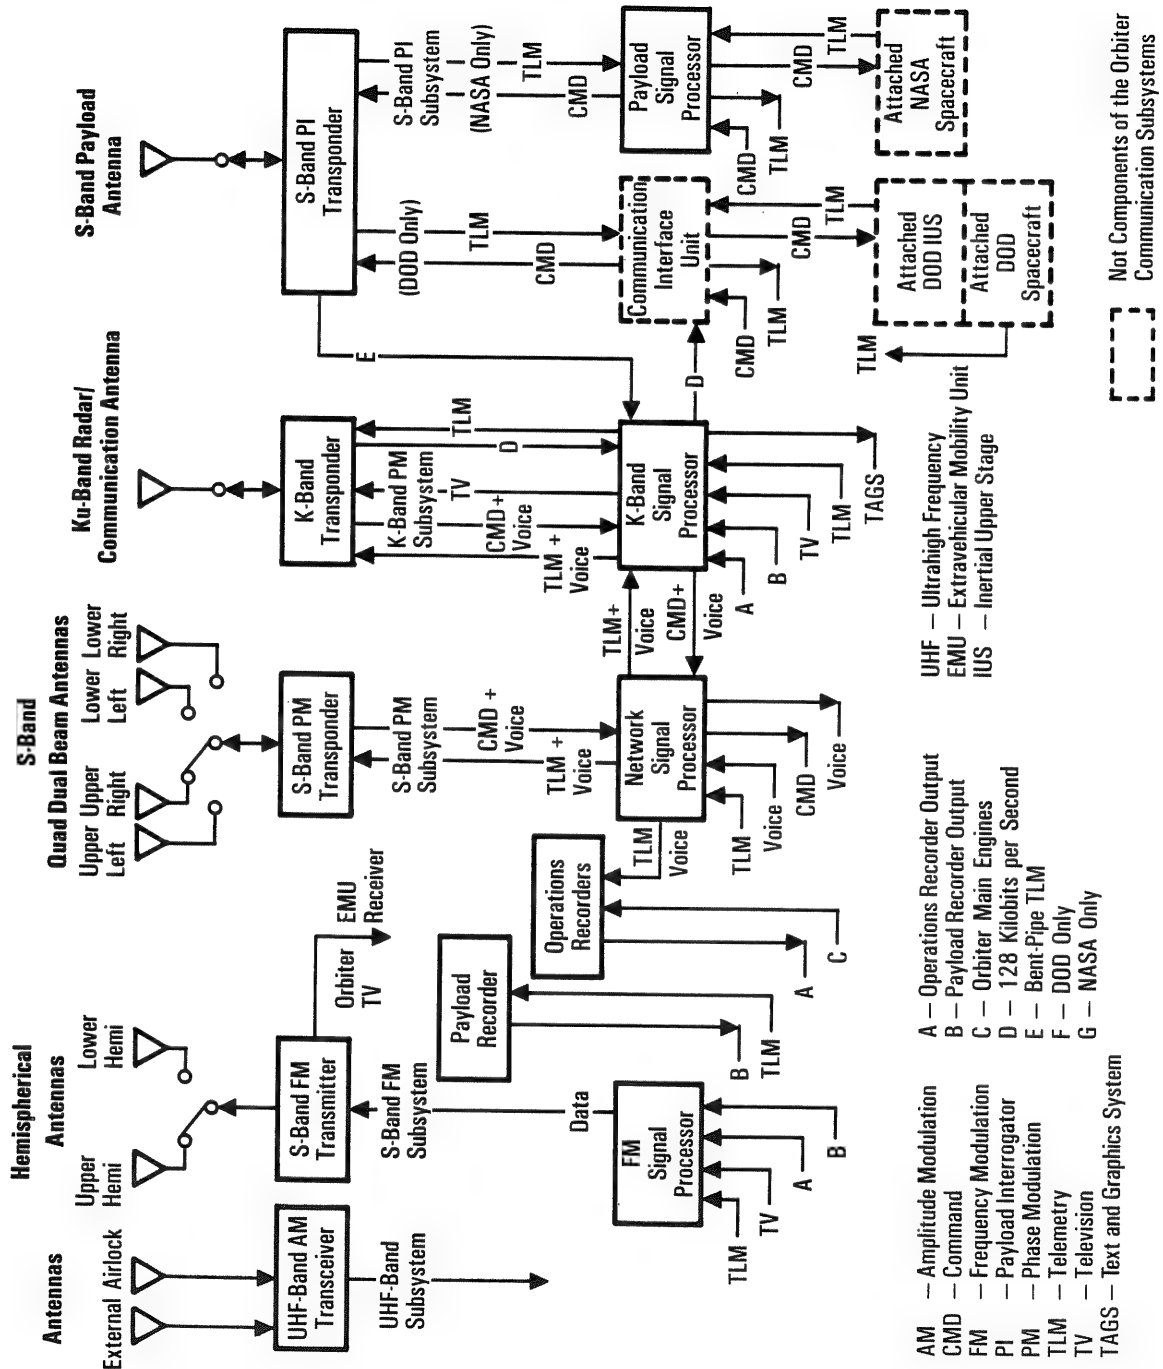 S-Band
Antennas
Hemispherical
Antennas
Quad Dual Beam Antennas
Ku-Band Radar/
Communication Antenna
S-Band Payload
Antenna
External
Airlock
Upper
Hemi
Lower
Hemi
Upper
Left
Upper
Right
Lower
Left
Lower
Right
UHF-Band AM
Transceiver
UHF-Band
Subsystem
S-Band FM
Transmitter
Orbiter
TV
EMU
Receiver
S-Band FM
Subsystem
Data
FM
Signal
Processor
TLM
TV
A
B
Payload
Recorder
B
TLM
Operations
Recorders
A
C
TLM
Voice
S-Band PM
Transponder
S-Band PM
Subsystem
TLM +
Voice
CMD +
Voice
Network
Signal
Processor
TLM
Voice
CMD
Voice
TLM+
Voice
CMD+
Voice
K-Band
Transponder
K-Band PM
Subsystem
TLM +
Voice
CMD+
Voice
TV
D
TLM
K-Band
Signal
Processor
A
B
TV
TLM
TAGS
E
D
S-Band PI
Transponder
(DOD Only)
CMD
TLM
S-Band PI
Subsystem
(NASA Only)
CMD
TLM
Communication
Interface
Unit
CMD
TLM
CMD
TLM
Payload
Signal
Processor
CMD
TLM
CMD
TLM
Attached
DOD IUS
Attached
DOD
Spacecraft
TLM
Attached
NASA
Spacecraft
AM – Amplitude Modulation
CMD – Command
FM – Frequency Modulation
PI – Payload Interrogator
PM – Phase Modulation
TLM – Telemetry
TV – Television
TAGS – Text and Graphics System
A – Operations Recorder Output
B – Payload Recorder Output
C – Orbiter Main Engines
D – 128 Kilobits per Second
E – Bent-Pipe TLM
F – DOD Only
G – NASA Only
UHF – Ultrahigh Frequency
EMU – Extravehicular Mobility Unit
IUS – Inertial Upper Stage
Not Components of the Orbiter
Communication Subsystems